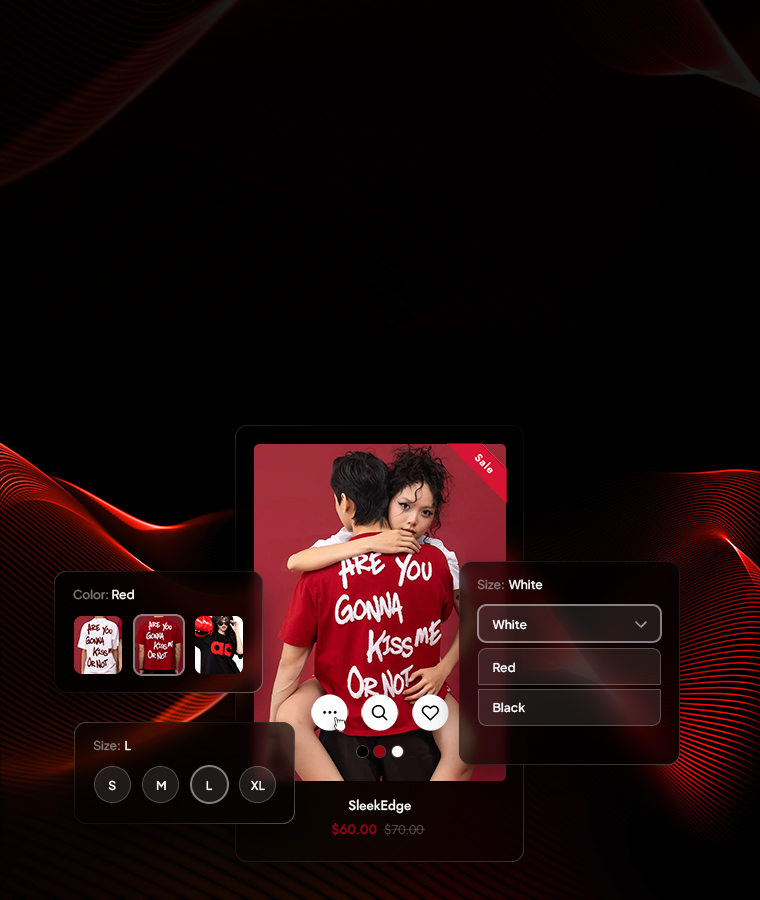 Sale
ARE YOU
GONNA
KISS ME
OR NOT
Color: Red
ARE YOU
GONNA
KISS ME
OR NOT
ARE YOU
GONNA
KISS ME
OR NOT
Size: White
White
Red
Black
Size: L
S M L XL
SleekEdge
$60.00 $70.00